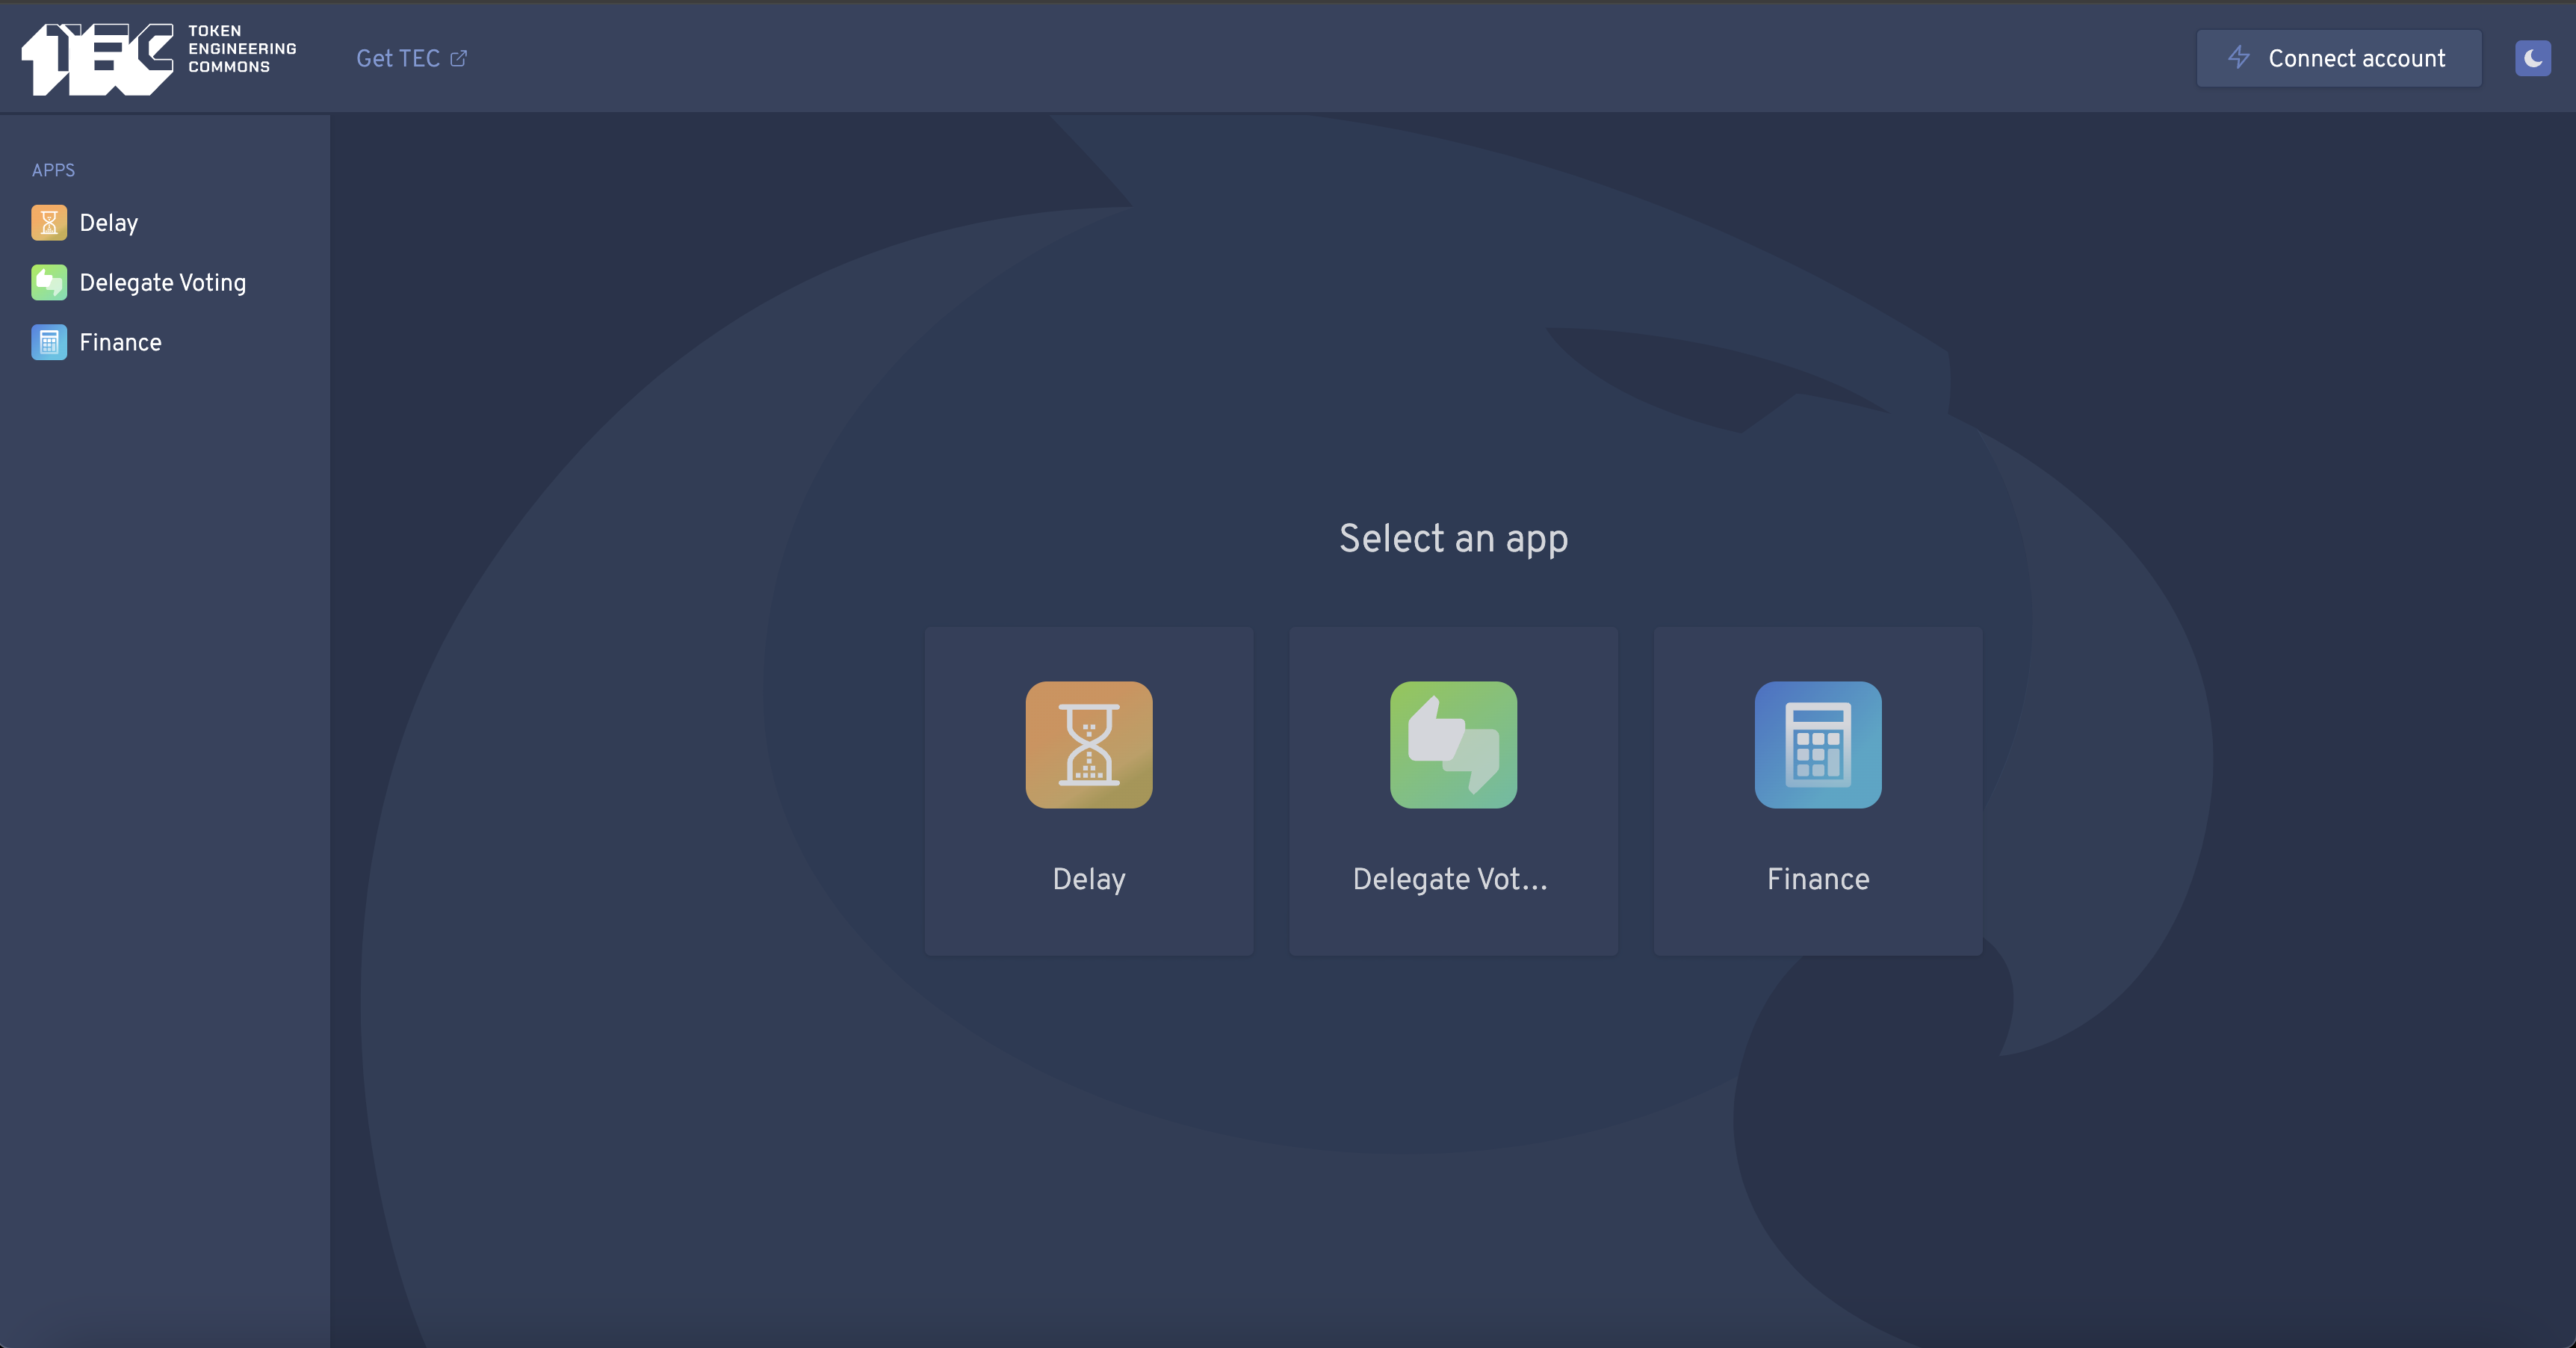 TEC
TOKEN
ENGINEERING
COMMONS
Get TEC
Connect account
APPS
Delay
Delegate Voting
Finance
Select an app
Delay
Delegate Vot...
Finance